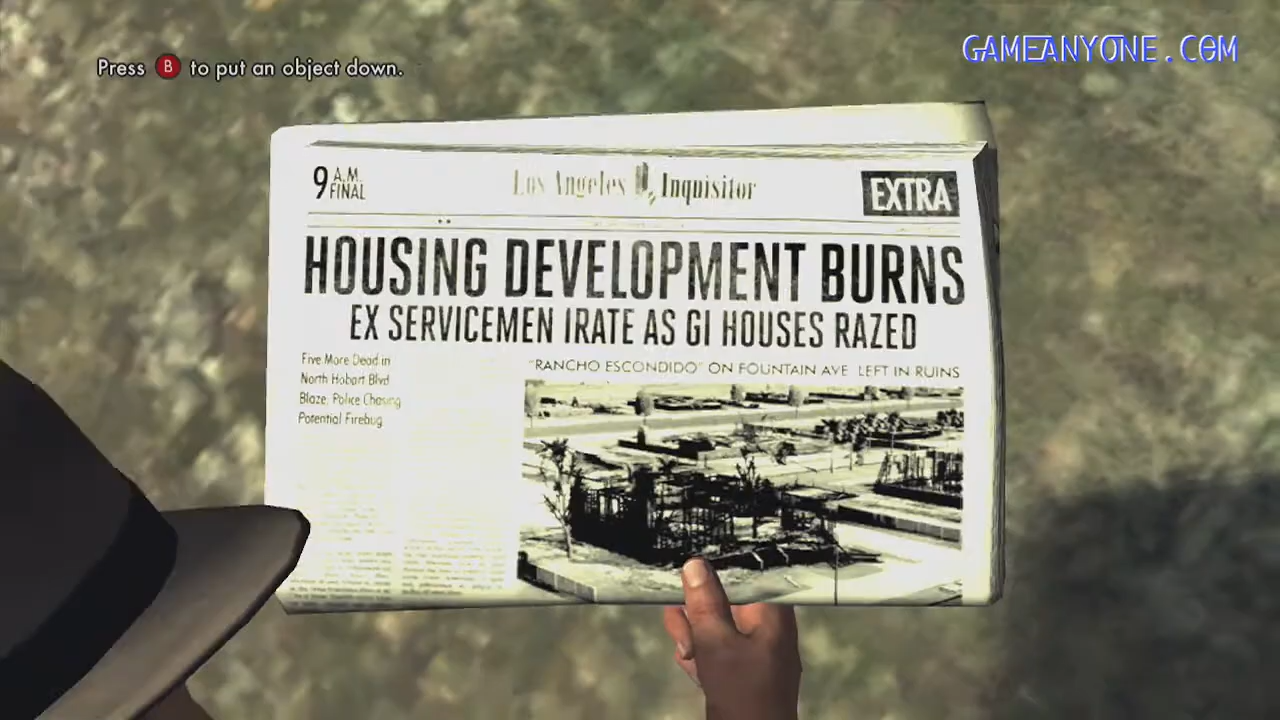 GAMEANYONE.COM
Press B to put an object down.
9 A.M. FINAL
Los Angeles Inquisitor
EXTRA
HOUSING DEVELOPMENT BURNS
EX SERVICEMEN IRATE AS GI HOUSES RAZED
Five More Dead in
North Hobart Blvd
Blaze, Police Chasing
Potential Firebug
"RANCHO ESCONDIDO" ON FOUNTAIN AVE LEFT IN RUINS